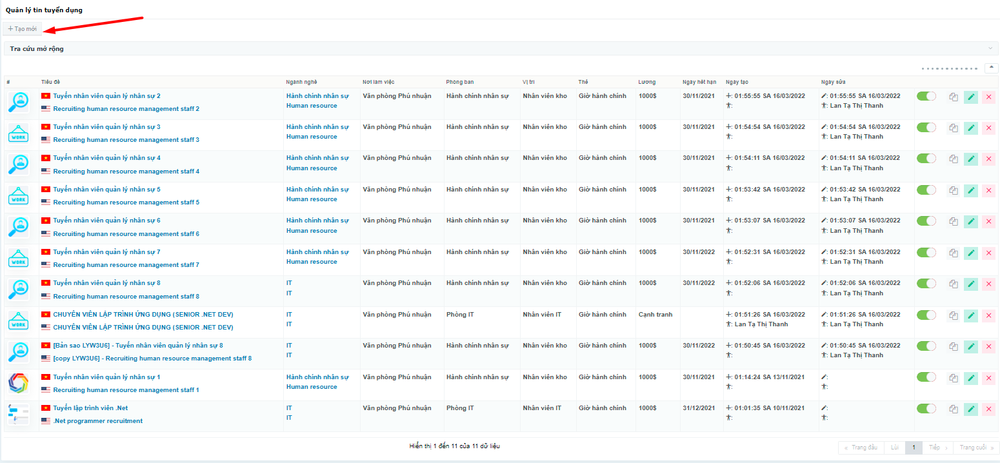 Quản lý tin tuyển dụng
+ Tạo mới
Tra cứu mở rộng
# Tiêu đề Ngành nghề Nơi làm việc Phòng ban Vị trí Thẻ Lương Ngày hết hạn Ngày tạo Ngày sửa
Tuyển nhân viên quản lý nhân sự 2 Hành chính nhân sự Văn phòng Phú nhuận Hành chính nhân sự Nhân viên kho Giờ hành chính 1000$ 30/11/2021 : 01:55:55 SA 16/03/2022 : 01:55:55 SA 16/03/2022
Recruiting human resource management staff 2 Human resource : : Lan Tạ Thị Thanh
Tuyển nhân viên quản lý nhân sự 3 Hành chính nhân sự Văn phòng Phú nhuận Hành chính nhân sự Nhân viên kho Giờ hành chính 1000$ 30/11/2021 : 01:54:54 SA 16/03/2022 : 01:54:54 SA 16/03/2022
WORK Recruiting human resource management staff 3 Human resource : : Lan Tạ Thị Thanh
Tuyển nhân viên quản lý nhân sự 4 Hành chính nhân sự Văn phòng Phú nhuận Hành chính nhân sự Nhân viên kho Giờ hành chính 1000$ 30/11/2021 : 01:54:11 SA 16/03/2022 : 01:54:11 SA 16/03/2022
Recruiting human resource management staff 4 Human resource : : Lan Tạ Thị Thanh
Tuyển nhân viên quản lý nhân sự 5 Hành chính nhân sự Văn phòng Phú nhuận Hành chính nhân sự Nhân viên kho Giờ hành chính 1000$ 30/11/2021 : 01:53:42 SA 16/03/2022 : 01:53:42 SA 16/03/2022
WORK Recruiting human resource management staff 5 Human resource : : Lan Tạ Thị Thanh
Tuyển nhân viên quản lý nhân sự 6 Hành chính nhân sự Văn phòng Phú nhuận Hành chính nhân sự Nhân viên kho Giờ hành chính 1000$ 30/11/2021 : 01:53:07 SA 16/03/2022 : 01:53:07 SA 16/03/2022
Recruiting human resource management staff 6 Human resource : : Lan Tạ Thị Thanh
Tuyển nhân viên quản lý nhân sự 7 Hành chính nhân sự Văn phòng Phú nhuận Hành chính nhân sự Nhân viên kho Giờ hành chính 1000$ 30/11/2022 : 01:52:31 SA 16/03/2022 : 01:52:31 SA 16/03/2022
WORK Recruiting human resource management staff 7 Human resource : : Lan Tạ Thị Thanh
Tuyển nhân viên quản lý nhân sự 8 IT Văn phòng Phú nhuận Hành chính nhân sự Nhân viên kho Giờ hành chính 1000$ 30/11/2022 : 01:52:06 SA 16/03/2022 : 01:52:06 SA 16/03/2022
Recruiting human resource management staff 8 IT : : Lan Tạ Thị Thanh
CHUYÊN VIÊN LẬP TRÌNH ỨNG DỤNG (SENIOR .NET DEV) IT Văn phòng Phú nhuận Phòng IT Nhân viên IT Giờ hành chính Cạnh tranh : 01:51:26 SA 16/03/2022 : 01:51:26 SA 16/03/2022
WORK CHUYÊN VIÊN LẬP TRÌNH ỨNG DỤNG (SENIOR .NET DEV) IT : Lan Tạ Thị Thanh : Lan Tạ Thị Thanh
[Bản sao LYW3U6] - Tuyển nhân viên quản lý nhân sự 8 IT Văn phòng Phú nhuận Hành chính nhân sự Nhân viên kho Giờ hành chính 1000$ 30/11/2022 : 01:50:45 SA 16/03/2022 : 01:50:45 SA 16/03/2022
[copy LYW3U6] - Recruiting human resource management staff 8 IT : : Lan Tạ Thị Thanh
Tuyển nhân viên quản lý nhân sự 1 Hành chính nhân sự Văn phòng Phú nhuận Hành chính nhân sự Nhân viên kho Giờ hành chính 1000$ 30/11/2021 : 01:14:24 SA 13/11/2021 :
Recruiting human resource management staff 1 Human resource : :
Tuyển lập trình viên .Net IT Văn phòng Phú nhuận Phòng IT Nhân viên IT Giờ hành chính 1000$ 31/12/2021 : 01:01:35 SA 10/11/2021 :
.Net programmer recruitment IT : :
Hiển thị 1 đến 11 của 11 dữ liệu « Trang đầu Lùi 1 Tiếp › Trang cuối »